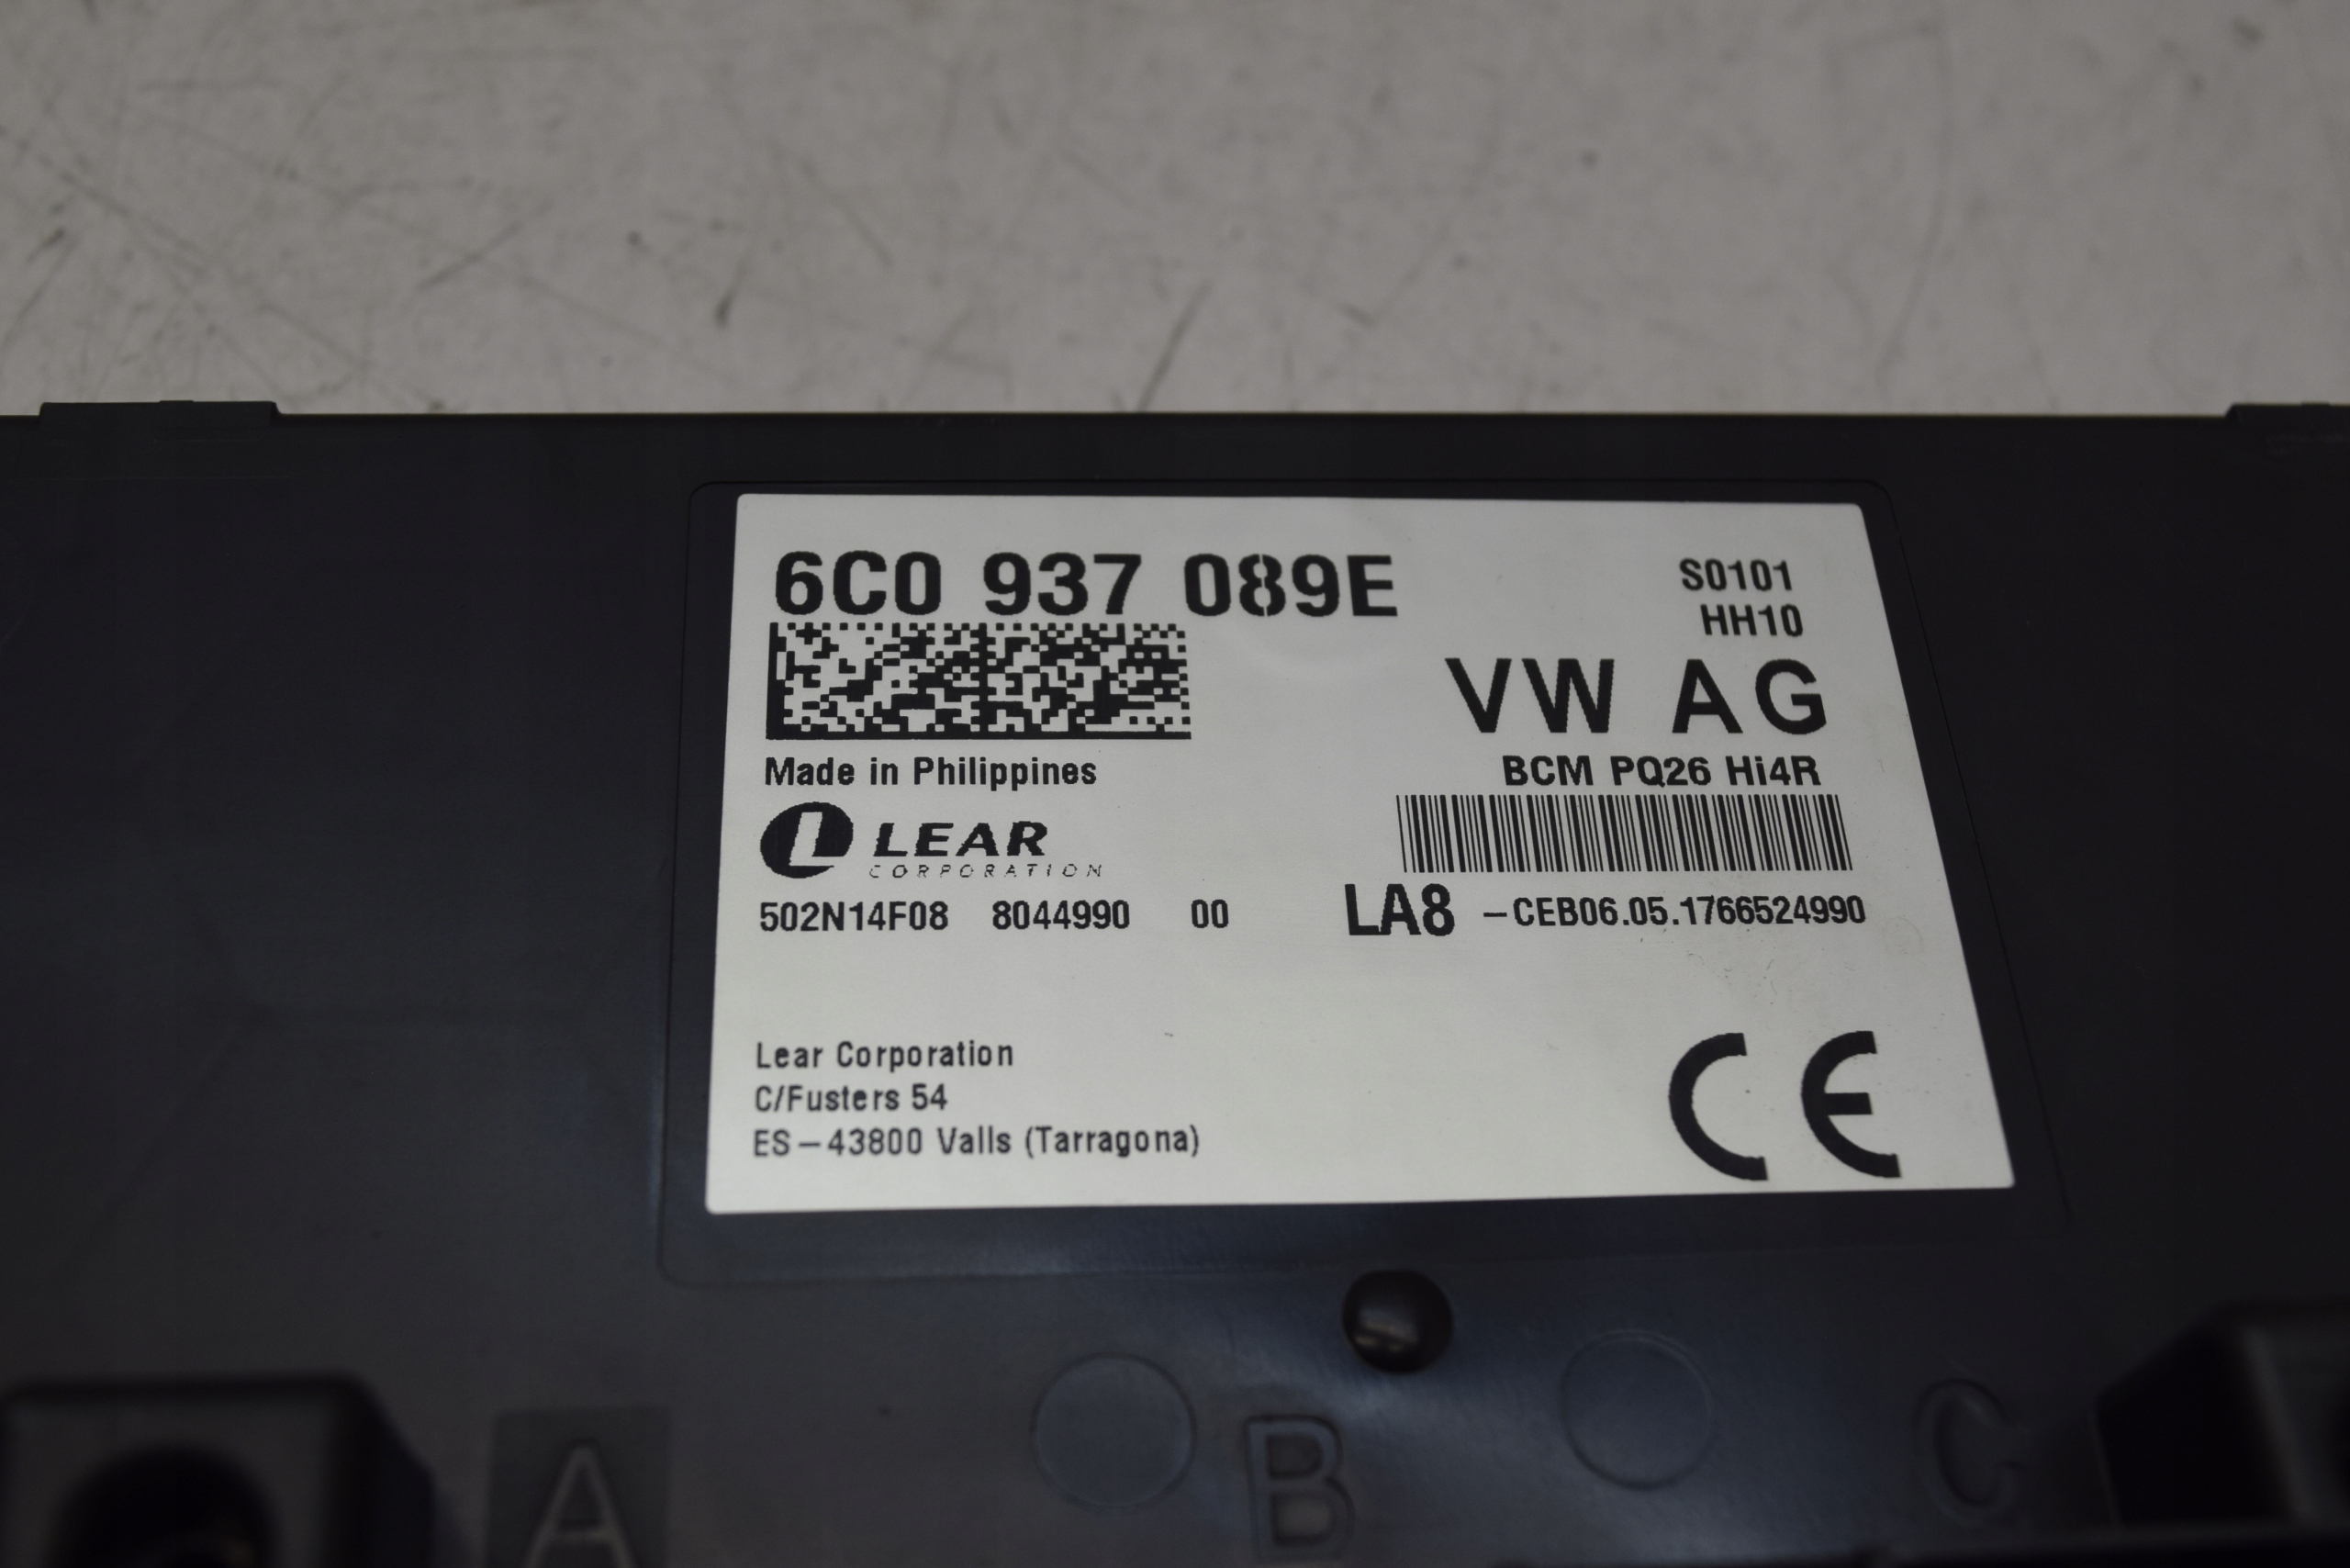 6C0 937 089E
S0101
HH10
VW AG
BCM PQ26 Hi4R
Made in Philippines
LEAR
CORPORATION
502N14F08 8044990 00
LA8 -CEB06.05.1766524990
Lear Corporation
C/Fusters 54
ES-43800 Valls (Tarragona)
CE
A
B
C